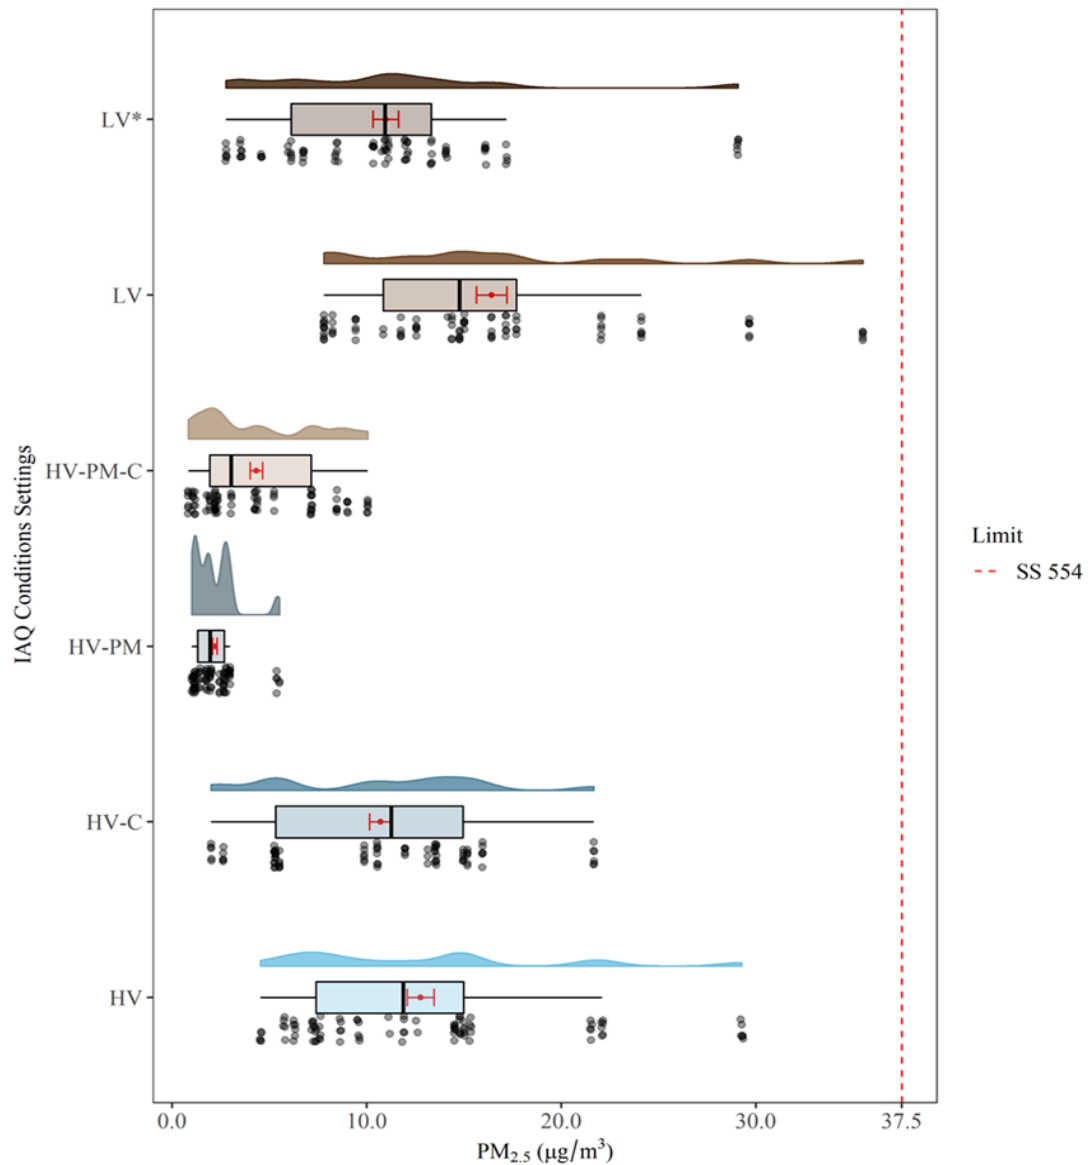 LV*
LV
HV-PM-C
HV-PM
HV-C
HV
IAQ Conditions Settings
0.0 10.0 20.0 30.0 37.5
PM₂.₅ (μg/m³)
Limit
SS 554